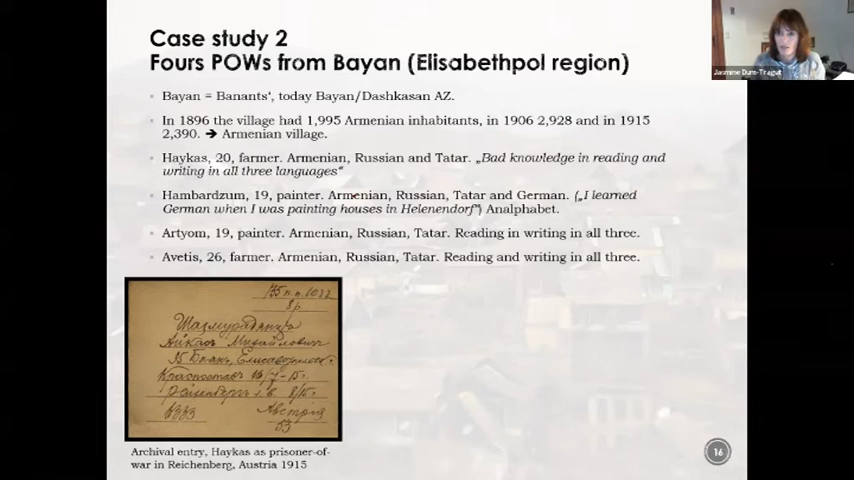 Case study 2
Fours POWs from Bayan (Elisabethpol region)
Bayan = Banants', today Bayan/Dashkasan AZ.
In 1896 the village had 1,995 Armenian inhabitants, in 1906 2,928 and in 1915
2,390. ➔ Armenian village.
Haykas, 20, farmer. Armenian, Russian and Tatar. „Bad knowledge in reading and
writing in all three languages“
Hambardzum, 19, painter. Armenian, Russian, Tatar and German. („I learned
German when I was painting houses in Helenendorf“) Analphabet.
Artyom, 19, painter. Armenian, Russian, Tatar. Reading in writing in all three.
Avetis, 26, farmer. Armenian, Russian, Tatar. Reading and writing in all three.
Шахмурадянцъ
Айказъ Михайловичъ
Австрія
53
Archival entry, Haykas as prisoner-of-
war in Reichenberg, Austria 1915
16
Jasmine Dum-Tragut